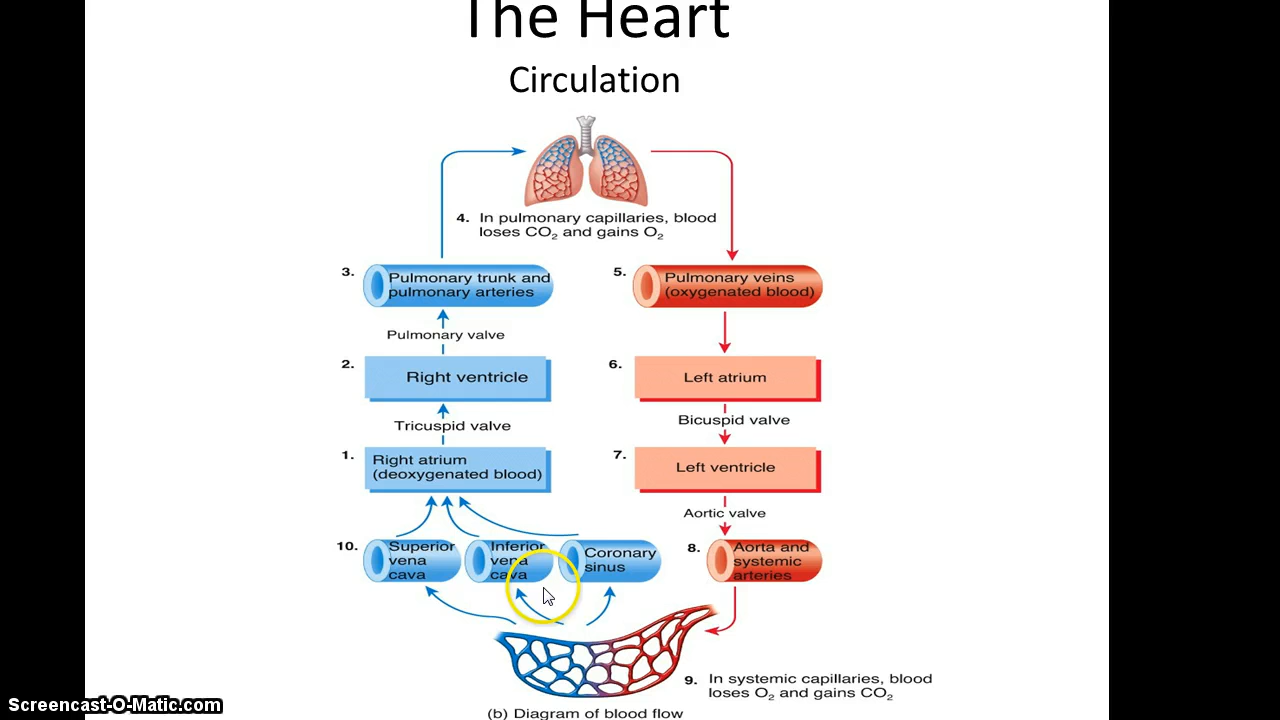 The Heart
Circulation
4. In pulmonary capillaries, blood
loses CO2 and gains O2
3. Pulmonary trunk and
pulmonary arteries
5. Pulmonary veins
(oxygenated blood)
Pulmonary valve
2. Right ventricle
6. Left atrium
Tricuspid valve
Bicuspid valve
1. Right atrium
(deoxygenated blood)
7. Left ventricle
Aortic valve
10. Superior
vena
cava
Inferior
vena
cava
Coronary
sinus
8. Aorta and
systemic
arteries
9. In systemic capillaries, blood
loses O2 and gains CO2
(b) Diagram of blood flow
Screencast-O-Matic.com